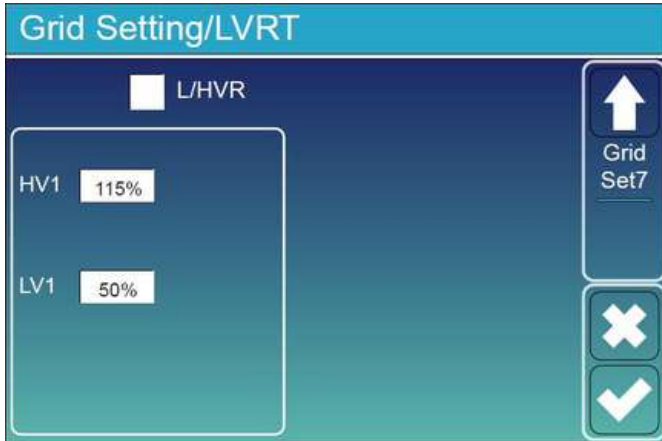 Grid Setting/LVRT
L/HVR
HV1 115%
LV1 50%
Grid
Set7